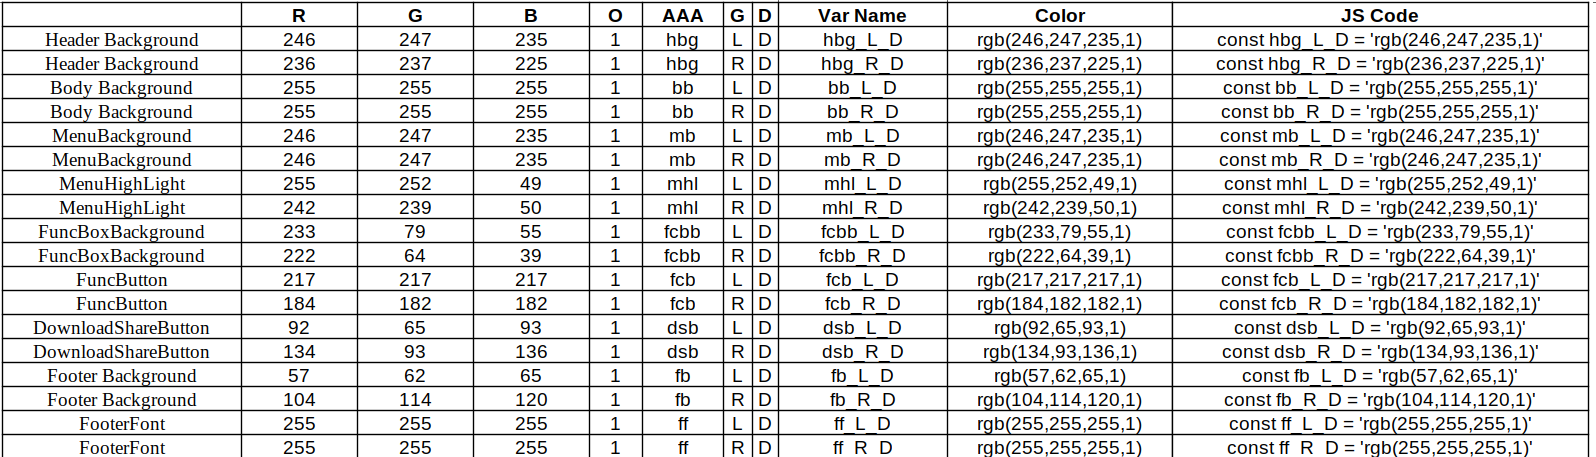 R G B O AAA G D Var Name Color JS Code
Header Background 246 247 235 1 hbg L D hbg_L_D rgb(246,247,235,1) const hbg_L_D = 'rgb(246,247,235,1)'
Header Background 236 237 225 1 hbg R D hbg_R_D rgb(236,237,225,1) const hbg_R_D = 'rgb(236,237,225,1)'
Body Background 255 255 255 1 bb L D bb_L_D rgb(255,255,255,1) const bb_L_D = 'rgb(255,255,255,1)'
Body Background 255 255 255 1 bb R D bb_R_D rgb(255,255,255,1) const bb_R_D = 'rgb(255,255,255,1)'
MenuBackground 246 247 235 1 mb L D mb_L_D rgb(246,247,235,1) const mb_L_D = 'rgb(246,247,235,1)'
MenuBackground 246 247 235 1 mb R D mb_R_D rgb(246,247,235,1) const mb_R_D = 'rgb(246,247,235,1)'
MenuHighLight 255 252 49 1 mhl L D mhl_L_D rgb(255,252,49,1) const mhl_L_D = 'rgb(255,252,49,1)'
MenuHighLight 242 239 50 1 mhl R D mhl_R_D rgb(242,239,50,1) const mhl_R_D = 'rgb(242,239,50,1)'
FuncBoxBackground 233 79 55 1 fcbb L D fcbb_L_D rgb(233,79,55,1) const fcbb_L_D = 'rgb(233,79,55,1)'
FuncBoxBackground 222 64 39 1 fcbb R D fcbb_R_D rgb(222,64,39,1) const fcbb_R_D = 'rgb(222,64,39,1)'
FuncButton 217 217 217 1 fcb L D fcb_L_D rgb(217,217,217,1) const fcb_L_D = 'rgb(217,217,217,1)'
FuncButton 184 182 182 1 fcb R D fcb_R_D rgb(184,182,182,1) const fcb_R_D = 'rgb(184,182,182,1)'
DownloadShareButton 92 65 93 1 dsb L D dsb_L_D rgb(92,65,93,1) const dsb_L_D = 'rgb(92,65,93,1)'
DownloadShareButton 134 93 136 1 dsb R D dsb_R_D rgb(134,93,136,1) const dsb_R_D = 'rgb(134,93,136,1)'
Footer Background 57 62 65 1 fb L D fb_L_D rgb(57,62,65,1) const fb_L_D = 'rgb(57,62,65,1)'
Footer Background 104 114 120 1 fb R D fb_R_D rgb(104,114,120,1) const fb_R_D = 'rgb(104,114,120,1)'
FooterFont 255 255 255 1 ff L D ff_L_D rgb(255,255,255,1) const ff_L_D = 'rgb(255,255,255,1)'
FooterFont 255 255 255 1 ff R D ff_R_D rgb(255,255,255,1) const ff_R_D = 'rgb(255,255,255,1)'